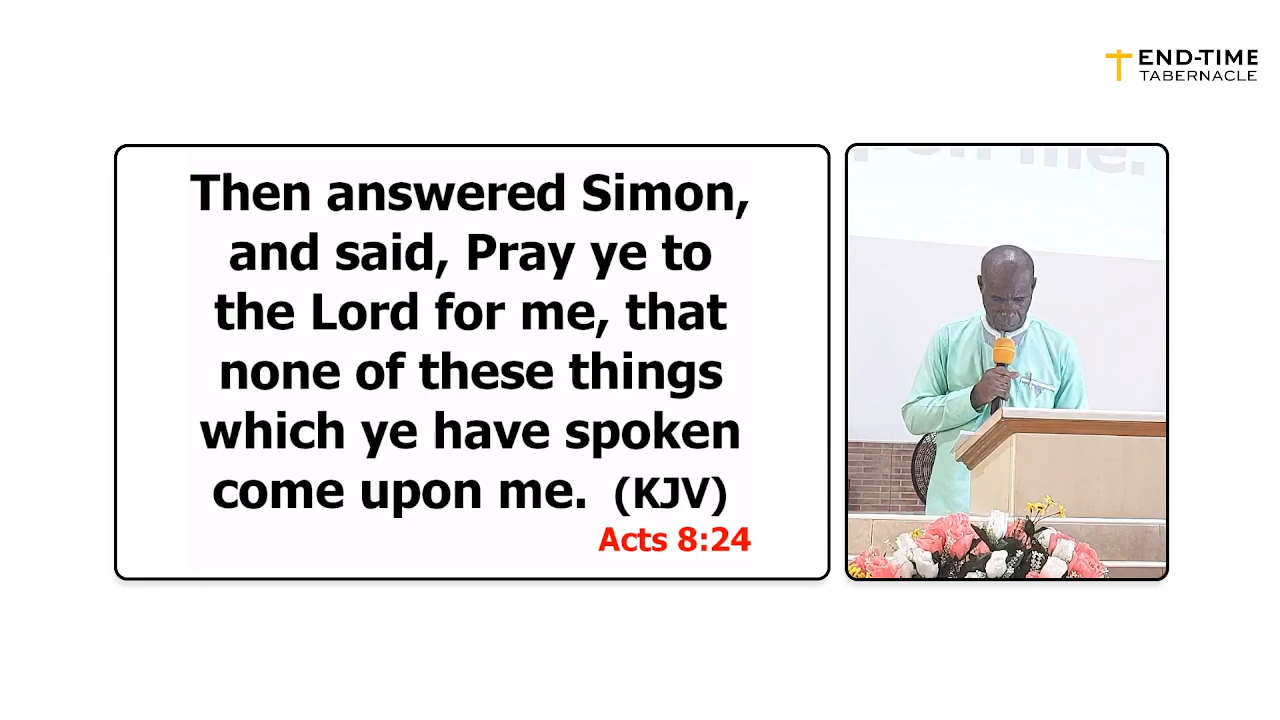 END-TIME
TABERNACLE
Then answered Simon,
and said, Pray ye to
the Lord for me, that
none of these things
which ye have spoken
come upon me. (KJV)
Acts 8:24
me.